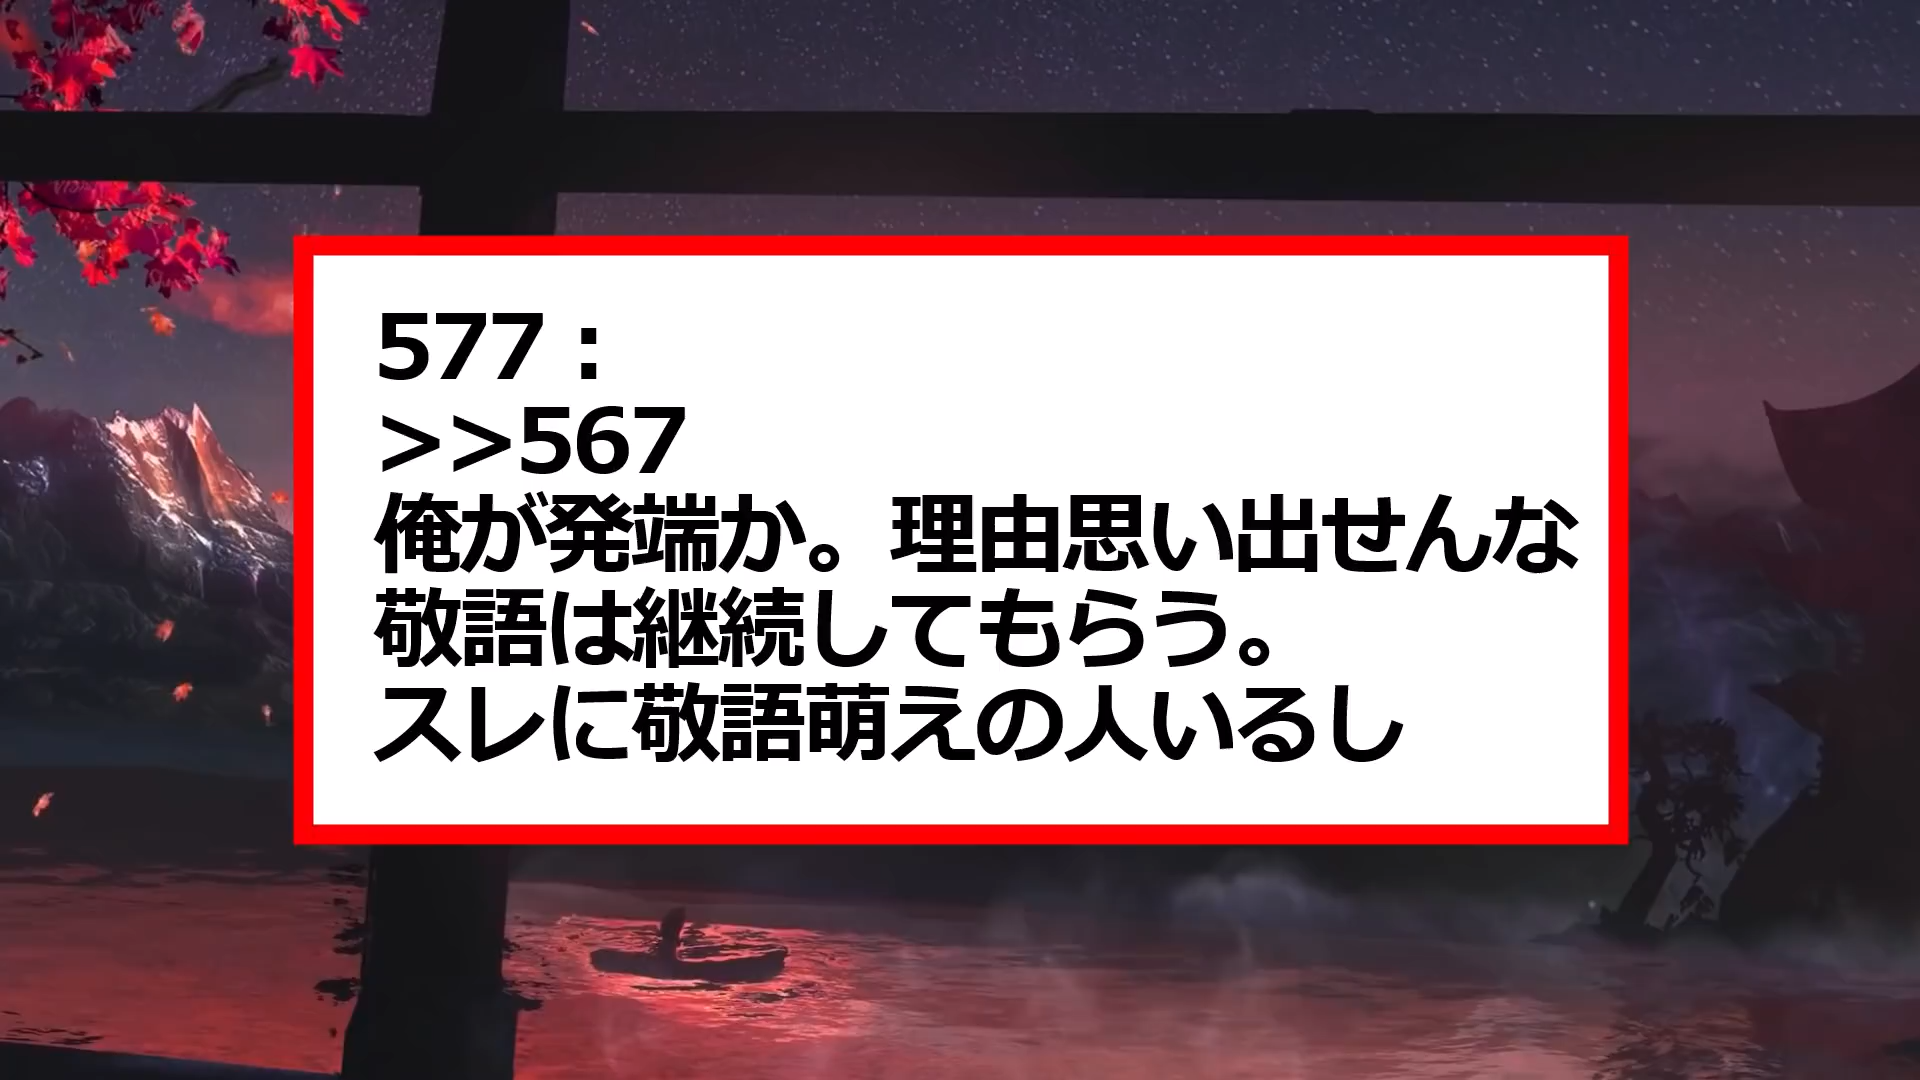 577：
>>567
俺が発端か。理由思い出せんな
敬語は継続してもらう。
スレに敬語萌えの人いるし